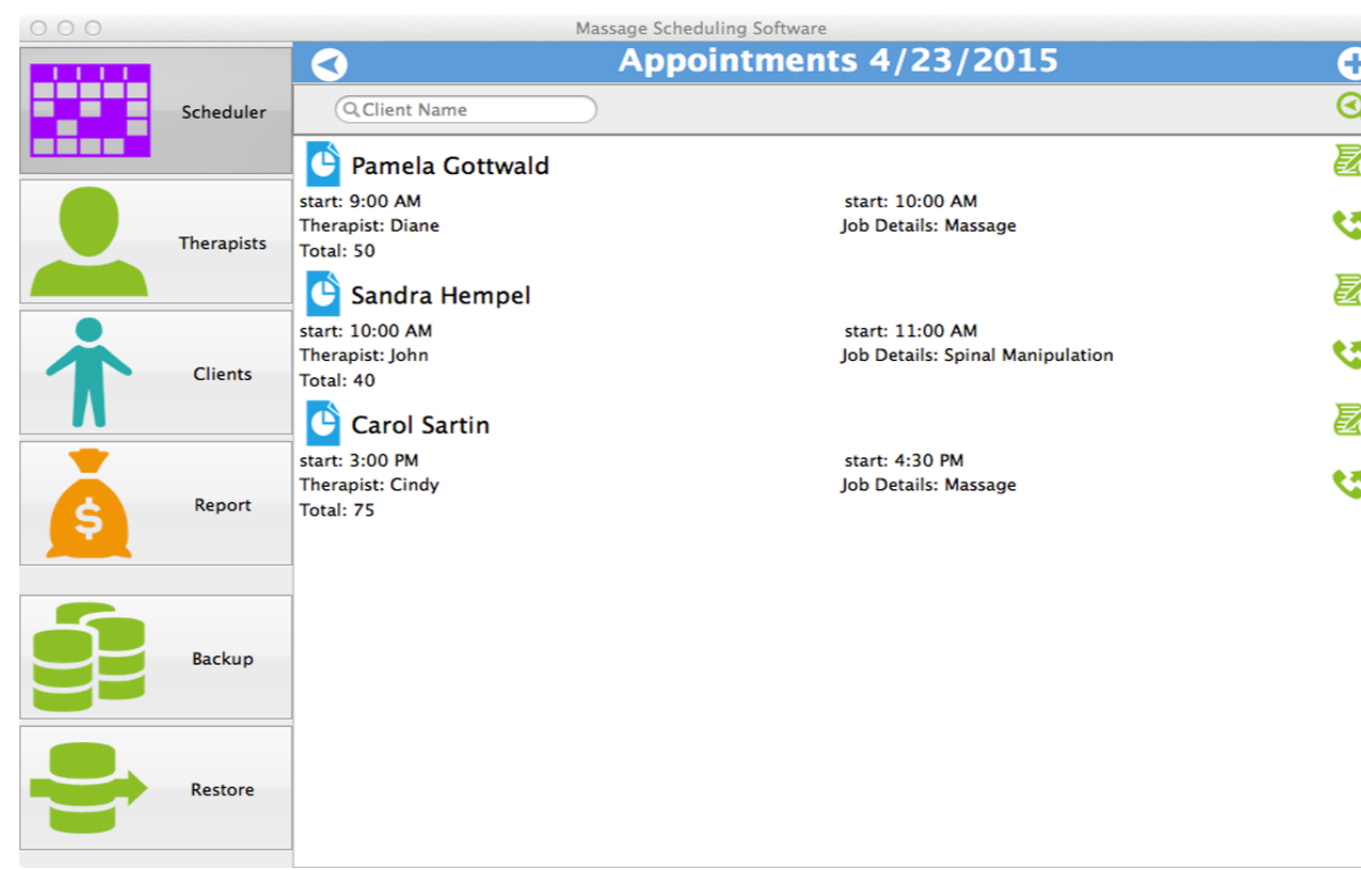 Massage Scheduling Software
Scheduler
Therapists
Clients
Report
$
Backup
Restore
Appointments 4/23/2015
Client Name
Pamela Gottwald
start: 9:00 AM start: 10:00 AM
Therapist: Diane Job Details: Massage
Total: 50
Sandra Hempel
start: 10:00 AM start: 11:00 AM
Therapist: John Job Details: Spinal Manipulation
Total: 40
Carol Sartin
start: 3:00 PM start: 4:30 PM
Therapist: Cindy Job Details: Massage
Total: 75